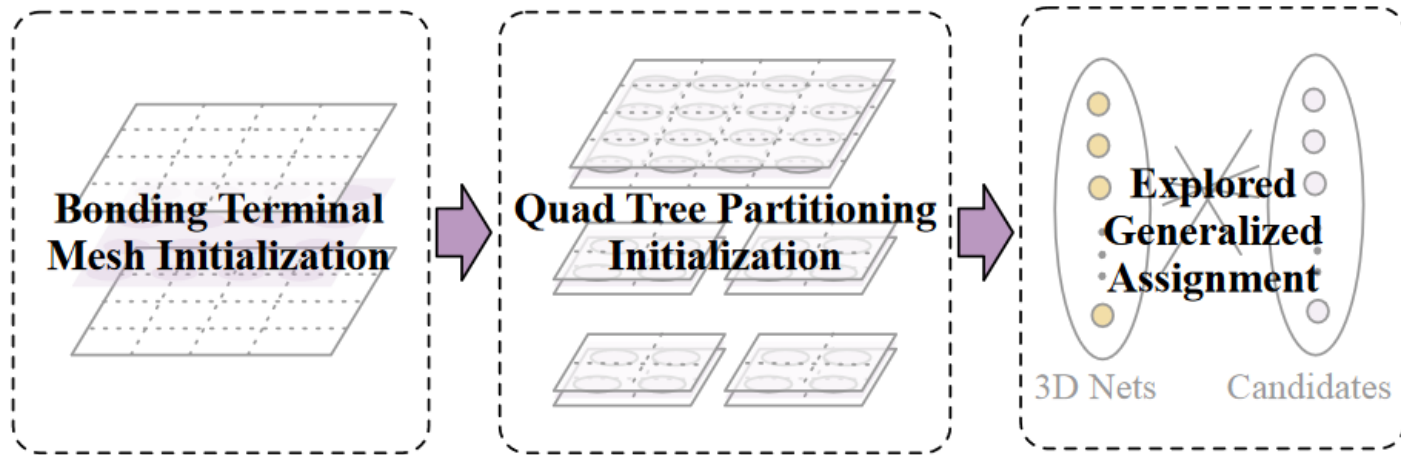 Bonding Terminal
Mesh Initialization
Quad Tree Partitioning
Initialization
Explored
Generalized
Assignment
3D Nets
Candidates